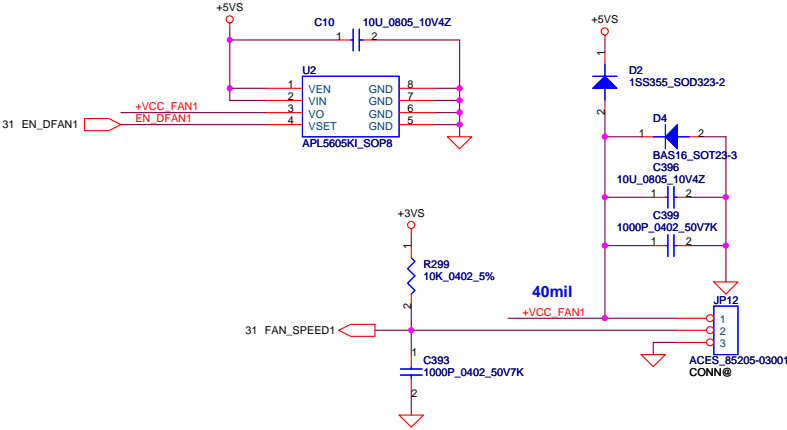 +5VS
C10
10U_0805_10V4Z
1
2
U2
1
VEN
GND
8
2
VIN
GND
7
+VCC_FAN1
3
VO
GND
6
31 EN_DFAN1
EN_DFAN1
4
VSET
GND
5
APL5605KI_SOP8
+5VS
1
D2
1SS355_SOD323-2
2
D4
1
2
BAS16_SOT23-3
C396
10U_0805_10V4Z
1
2
C399
1000P_0402_50V7K
1
2
+3VS
1
R299
10K_0402_5%
2
40mil
+VCC_FAN1
JP12
1
31 FAN_SPEED1
2
3
1
C393
1000P_0402_50V7K
2
ACES_85205-03001
CONN@